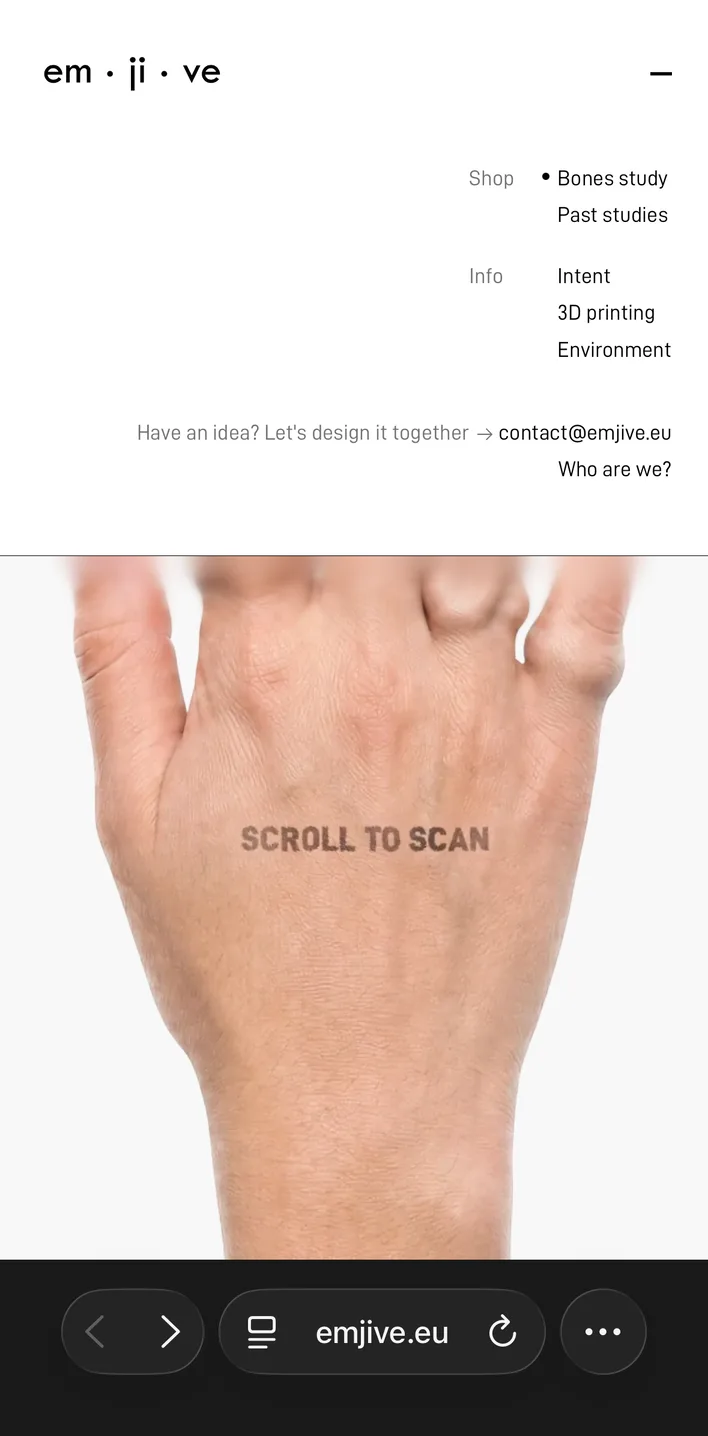 em · ji · ve
Shop • Bones study
Past studies
Info Intent
3D printing
Environment
Have an idea? Let's design it together → contact@emjive.eu
Who are we?
SCROLL TO SCAN
emjive.eu